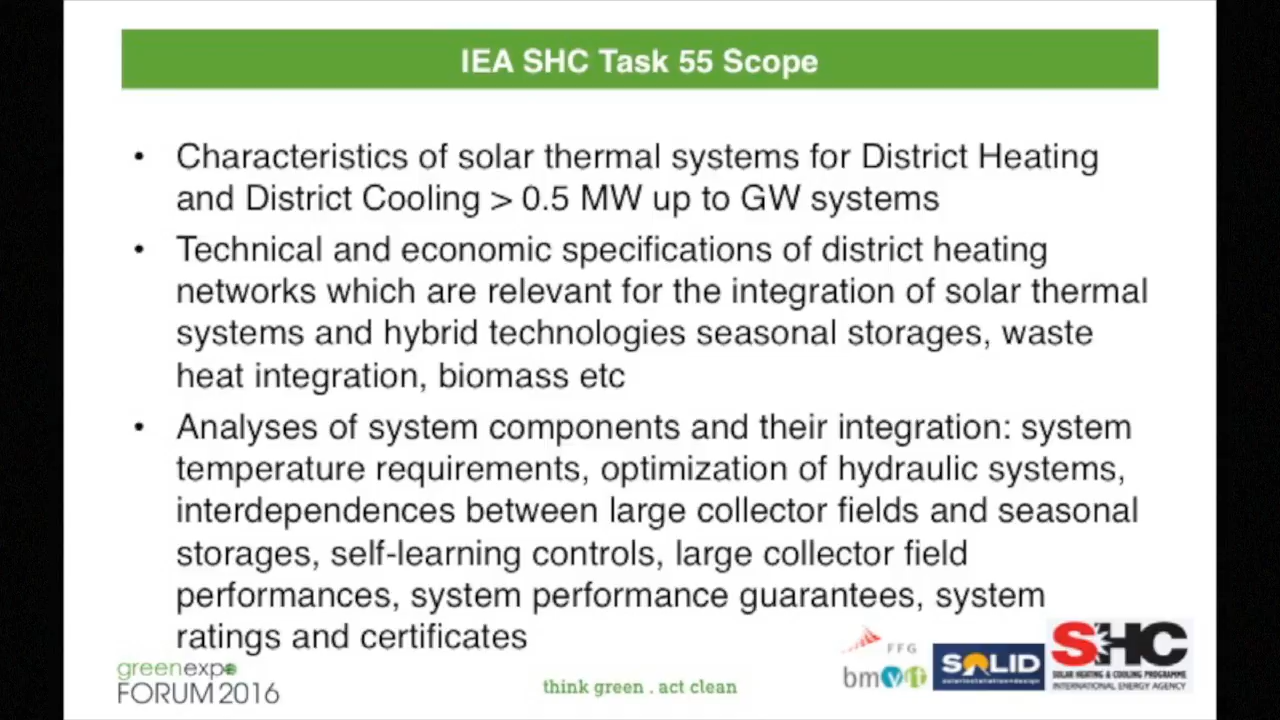 IEA SHC Task 55 Scope
• Characteristics of solar thermal systems for District Heating
and District Cooling > 0.5 MW up to GW systems
• Technical and economic specifications of district heating
networks which are relevant for the integration of solar thermal
systems and hybrid technologies seasonal storages, waste
heat integration, biomass etc
• Analyses of system components and their integration: system
temperature requirements, optimization of hydraulic systems,
interdependences between large collector fields and seasonal
storages, self-learning controls, large collector field
performances, system performance guarantees, system
ratings and certificates
greenexpo
FORUM 2016
think green . act clean
FFG
bmvit
SOLID
solar installation+design
SHC
SOLAR HEATING & COOLING PROGRAMME
INTERNATIONAL ENERGY AGENCY